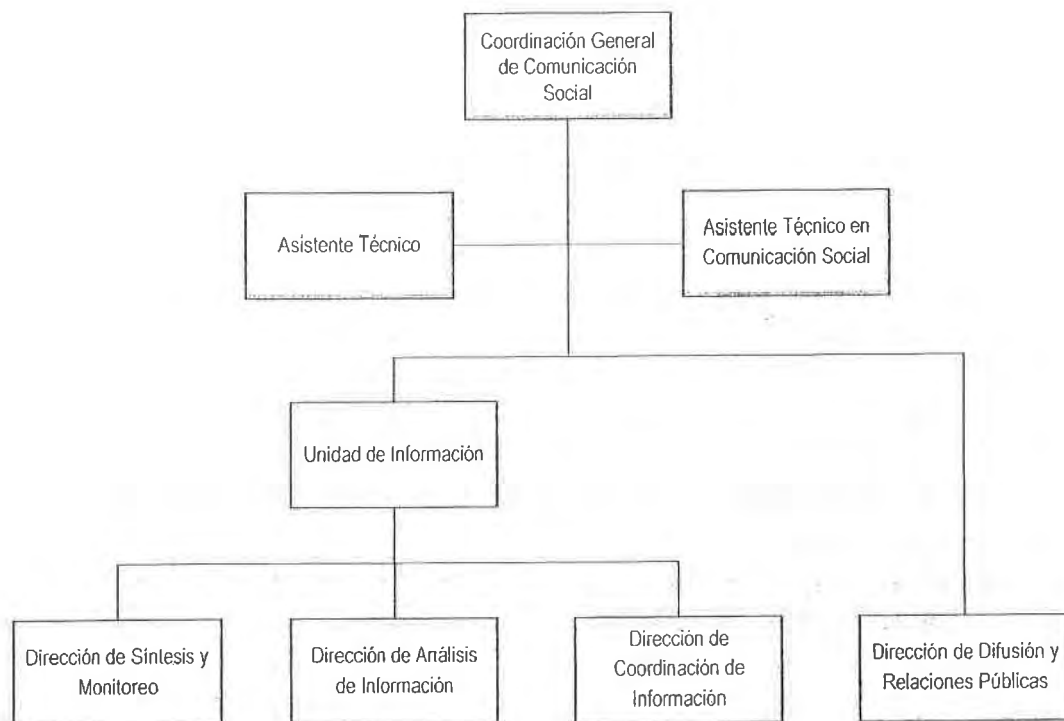 Coordinación General
de Comunicación
Social
Asistente Técnico
Asistente Técnico en
Comunicación Social
Unidad de Información
Dirección de Síntesis y
Monitoreo
Dirección de Análisis
de Información
Dirección de
Coordinación de
Información
Dirección de Difusión y
Relaciones Públicas